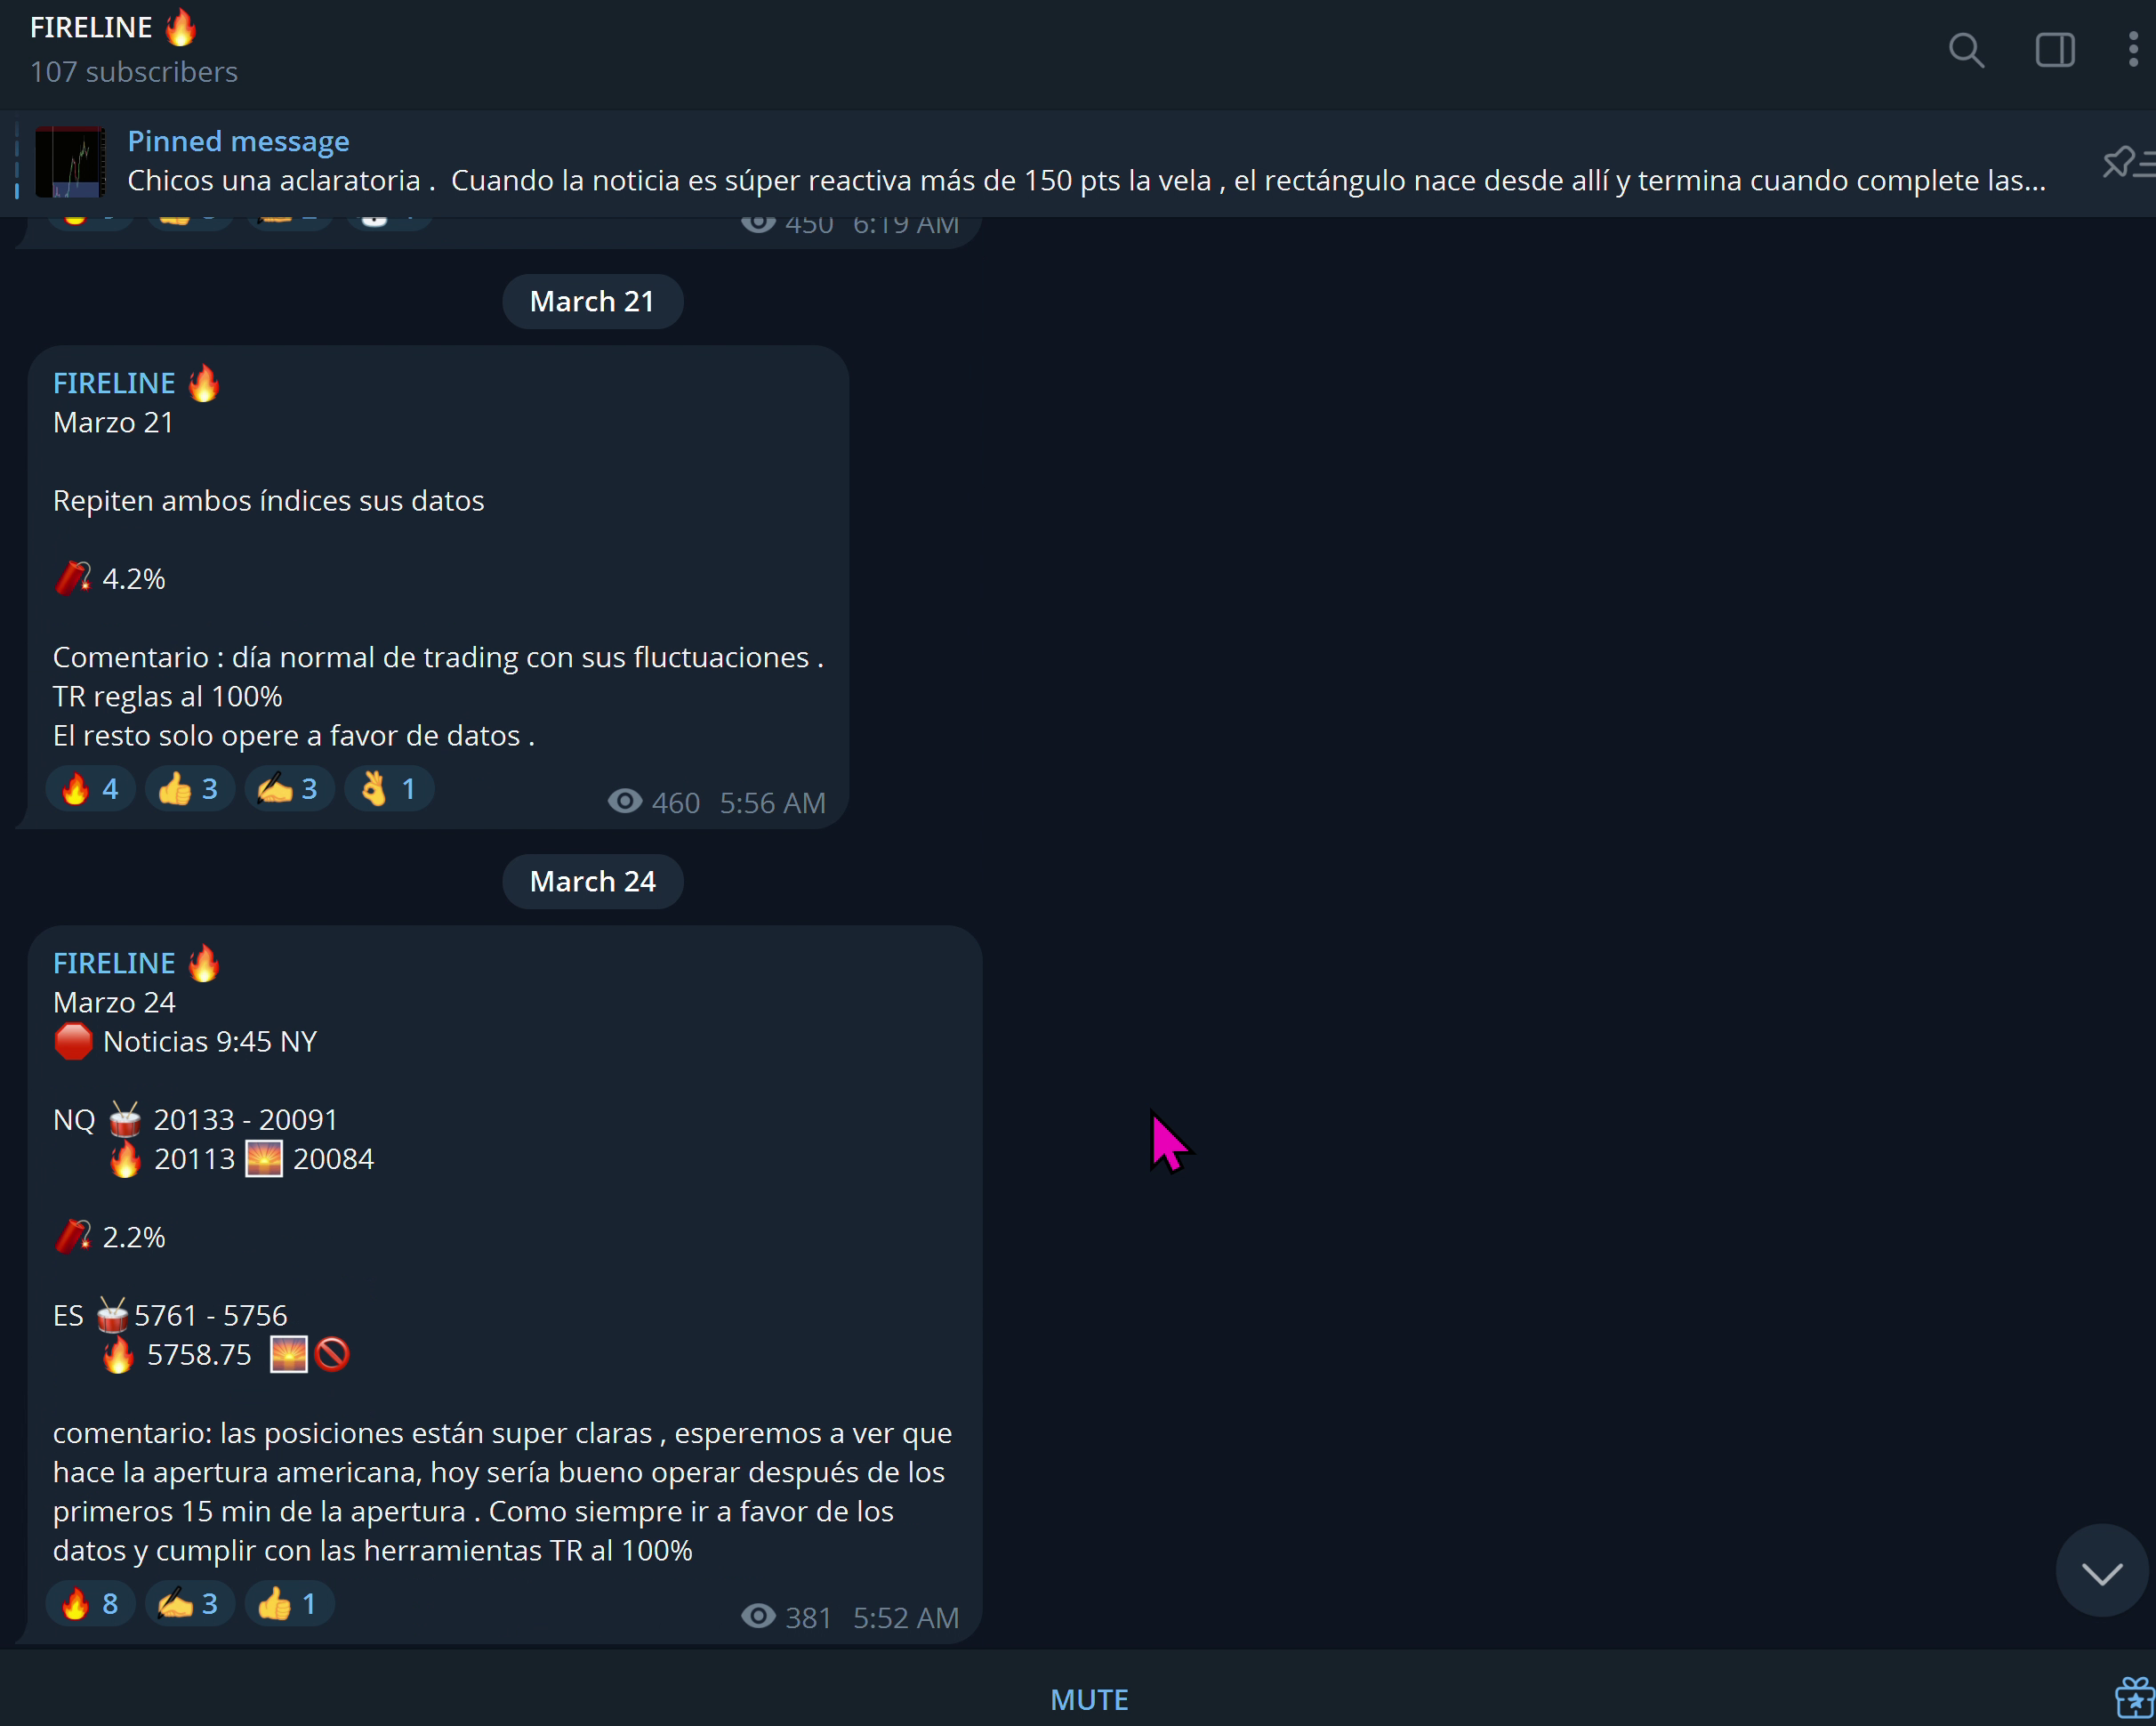 FIRELINE 🔥
107 subscribers
Pinned message
Chicos una aclaratoria . Cuando la noticia es súper reactiva más de 150 pts la vela , el rectángulo nace desde allí y termina cuando complete las...
450 6:19 AM
March 21
FIRELINE 🔥
Marzo 21
Repiten ambos índices sus datos
🧨 4.2%
Comentario : día normal de trading con sus fluctuaciones .
TR reglas al 100%
El resto solo opere a favor de datos .
🔥 4 👍 3 ✍️ 3 👌 1
460 5:56 AM
March 24
FIRELINE 🔥
Marzo 24
🛑 Noticias 9:45 NY
NQ 🥁 20133 - 20091
🔥 20113 🌅 20084
🧨 2.2%
ES 🥁 5761 - 5756
🔥 5758.75 🌅🚫
comentario: las posiciones están super claras , esperemos a ver que
hace la apertura americana, hoy sería bueno operar después de los
primeros 15 min de la apertura . Como siempre ir a favor de los
datos y cumplir con las herramientas TR al 100%
🔥 8 ✍️ 3 👍 1
381 5:52 AM
MUTE